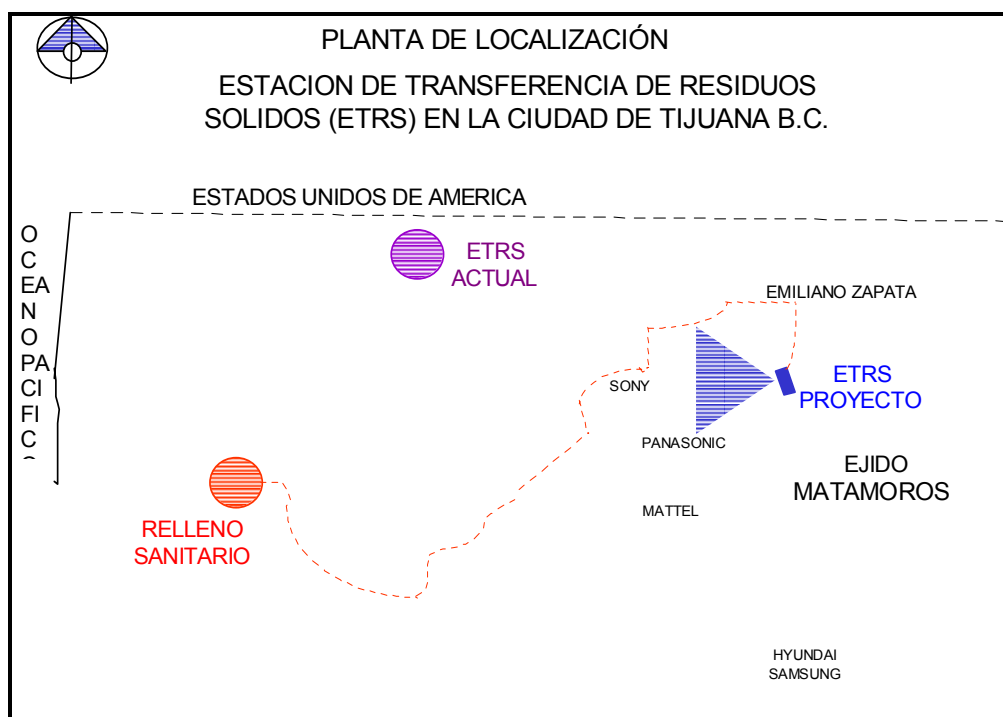 PLANTA DE LOCALIZACIÓN
ESTACION DE TRANSFERENCIA DE RESIDUOS
SOLIDOS (ETRS) EN LA CIUDAD DE TIJUANA B.C.
ESTADOS UNIDOS DE AMERICA
O
C
EA
N
O
PA
CI
FI
C
ETRS
ACTUAL
EMILIANO ZAPATA
SONY
ETRS
PROYECTO
PANASONIC
EJIDO
MATAMOROS
MATTEL
RELLENO
SANITARIO
HYUNDAI
SAMSUNG